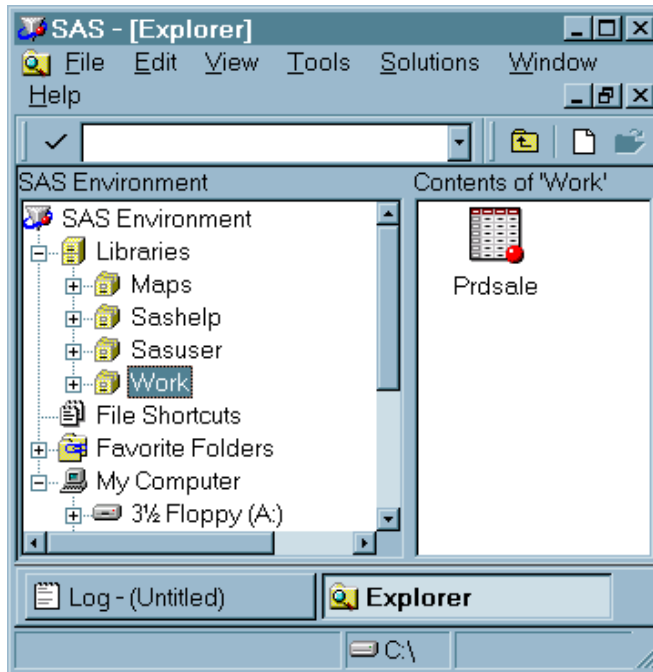 SAS - [Explorer]
File Edit View Tools Solutions Window
Help
SAS Environment
Contents of 'Work'
SAS Environment
Libraries
Maps
Sashelp
Sasuser
Work
File Shortcuts
Favorite Folders
My Computer
3½ Floppy (A:)
Prdsale
Log - (Untitled)
Explorer
C:\